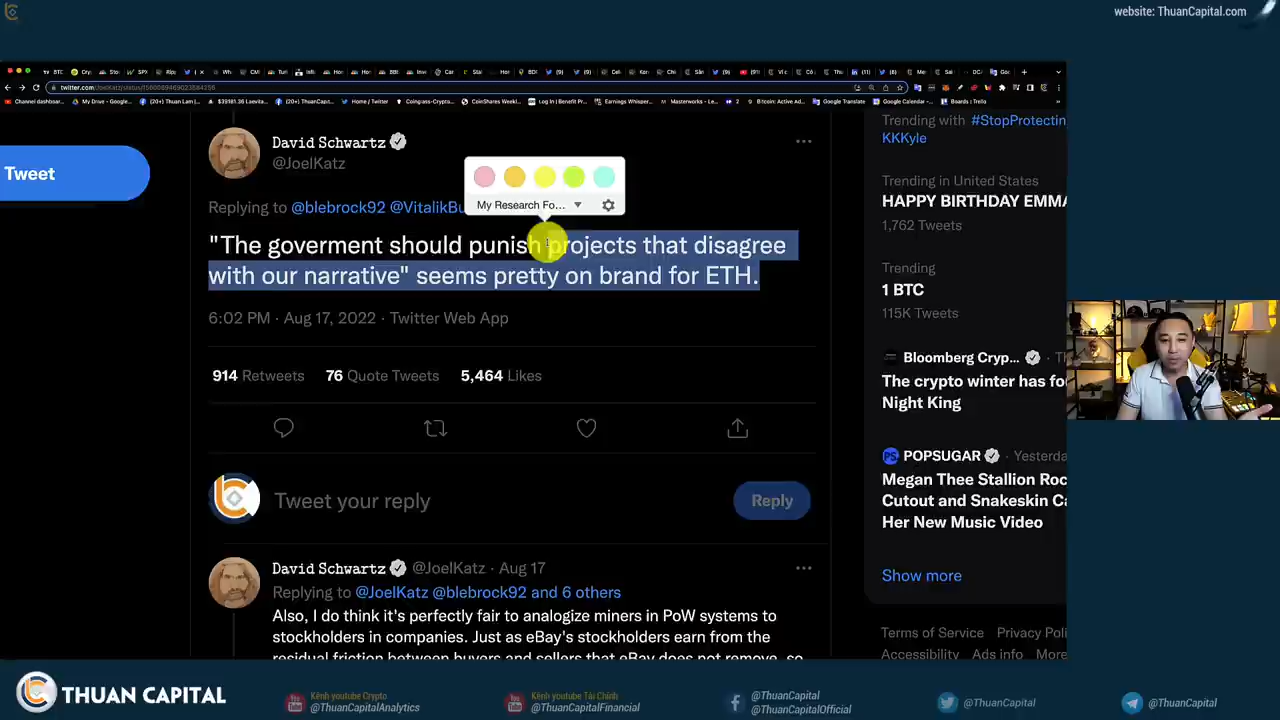 website: ThuanCapital.com
twitter.com/JoelKatz/status/1560069469023584256
Tweet
David Schwartz
@JoelKatz
My Research Fo...
Replying to @blebrock92 @VitalikBu
"The goverment should punish projects that disagree
with our narrative" seems pretty on brand for ETH.
6:02 PM · Aug 17, 2022 · Twitter Web App
914 Retweets 76 Quote Tweets 5,464 Likes
Tweet your reply
Reply
David Schwartz @JoelKatz · Aug 17
Replying to @JoelKatz @blebrock92 and 6 others
Also, I do think it's perfectly fair to analogize miners in PoW systems to
stockholders in companies. Just as eBay's stockholders earn from the
residual friction between buyers and sellers that eBay does not remove, so
Trending with #StopProtectin
KKKyle
Trending in United States
HAPPY BIRTHDAY EMMA
1,762 Tweets
Trending
1 BTC
115K Tweets
Bloomberg Cryp...
The crypto winter has fo
Night King
POPSUGAR · Yesterda
Megan Thee Stallion Roc
Cutout and Snakeskin Ca
Her New Music Video
Show more
Terms of Service Privacy Poli
Accessibility Ads info More
THUAN CAPITAL
Kênh youtube Crypto
@ThuanCapitalAnalytics
Kênh youtube Tài Chính
@ThuanCapitalFinancial
@ThuanCapital
@ThuanCapitalOfficial
@ThuanCapital
@ThuanCapital